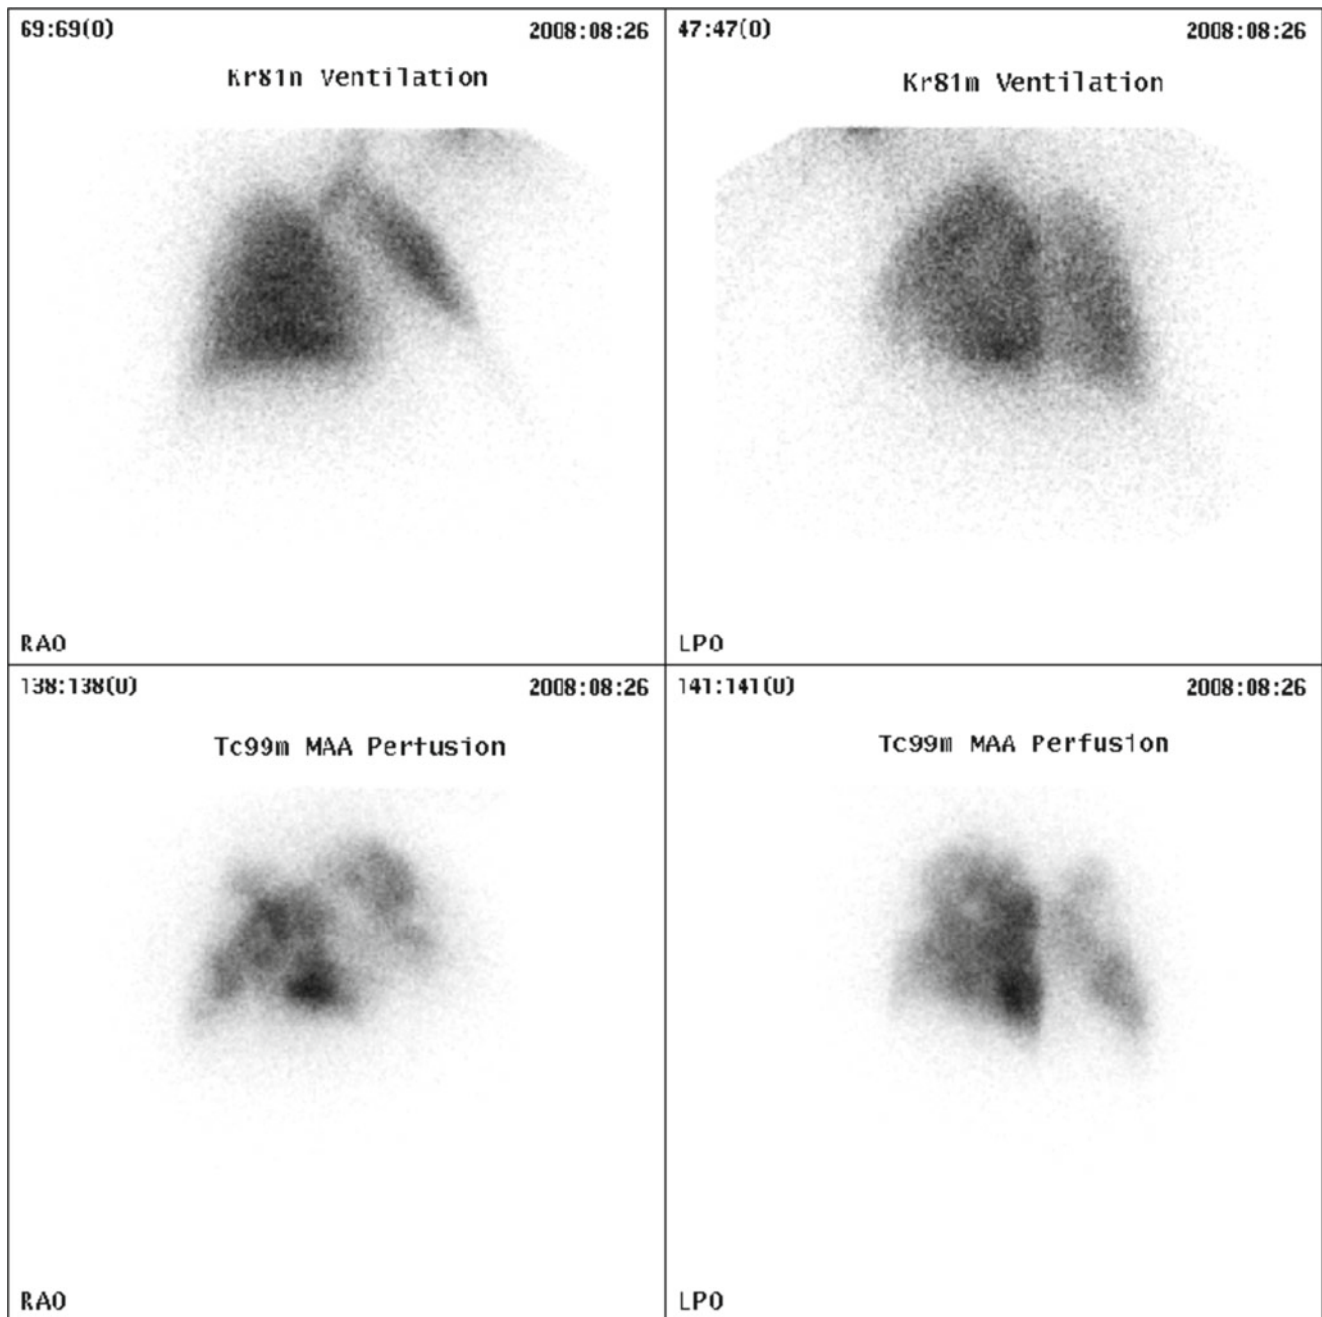 69:69(0) 2008:08:26 47:47(0) 2008:08:26
Kr81n Ventilation Kr81m Ventilation
RAO LPO
138:138(U) 2008:08:26 141:141(U) 2008:08:26
Tc99m MAA Perfusion Tc99m MAA Perfusion
RAO LPO